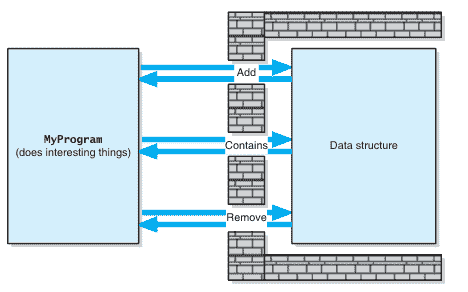 MyProgram
(does interesting things)
Add
Contains
Remove
Data structure